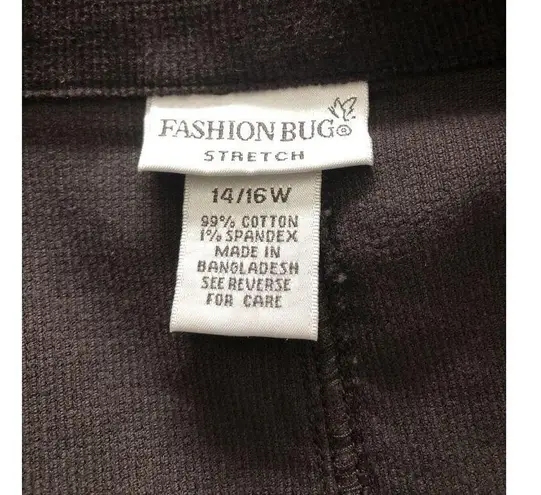 FASHION BUG®
STRETCH
14/16W
99% COTTON
1% SPANDEX
MADE IN
BANGLADESH
SEE REVERSE
FOR CARE